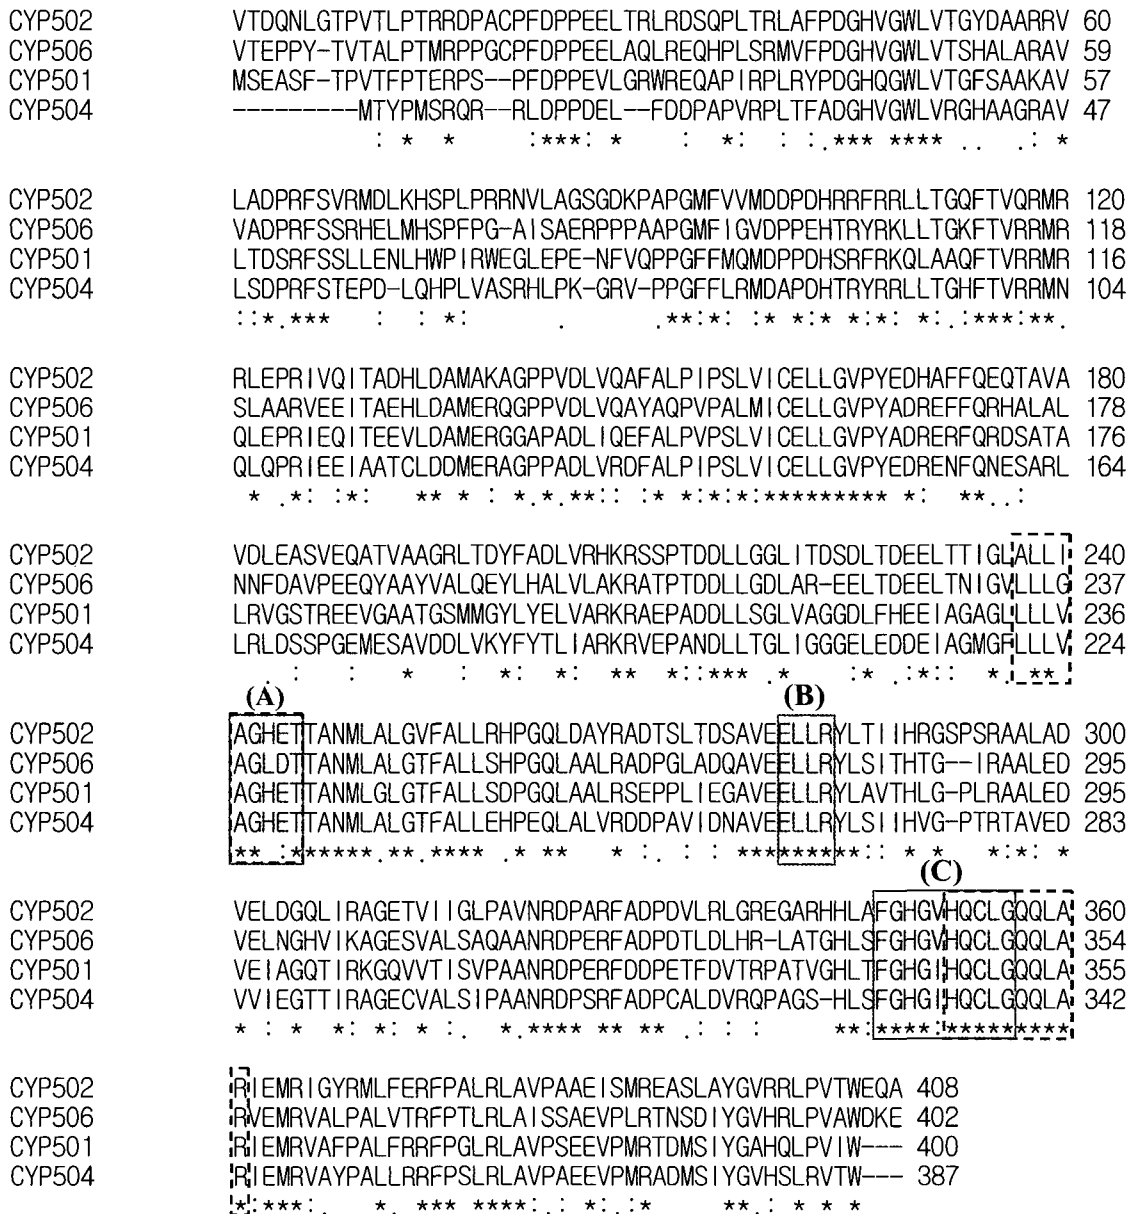 CYP502 VTDQNLGTPVTLPTRRDPACPFDPPEELTRLRDSQPLTRLAFPDGHVGWLVTGYDAARRV 60
CYP506 VTEPPY-TVTALPTMRPPGCPFDPPEELAQLREQHPLSRMVFPDGHVGWLVTSHALARAV 59
CYP501 MSEASF-TPVTFPTERPS--PFDPPEVLGRWREQAPIRPLRYPDGHQGWLVTGFSAAKAV 57
CYP504 ---------MTYPMSRQR--RLDPPDEL--FDDPAPVRPLTFADGHVGWLVRGHAAGRAV 47
: * * :***: * : *: : :.*** **** .. .: *
CYP502 LADPRFSVRMDLKHSPLPRRNVLAGSGDKPAPGMFVVMDDPDHRRFRRLLTGQFTVQRMR 120
CYP506 VADPRFSSRHELMHSPFPG-AISAERPPPAAPGMFIGVDPPEHTRYRKLLTGKFTVRRMR 118
CYP501 LTDSRFSSLLENLHWPIRWEGLEPE-NFVQPPGFFMQMDPPDHSRFRKQLAAQFTVRRMR 116
CYP504 LSDPRFSTEPD-LQHPLVASRHLPK-GRV-PPGFFLRMDAPDHTRYRRLLTGHFTVRRMN 104
::*.*** : : *: . .**:*: :* *: * *:*: *:.:***:**.
CYP502 RLEPRIVQITADHLDAMAKAGPPVDLVQAFALPIPSLVICELLGVPYEDHAFFQEQTAVA 180
CYP506 SLAARVEEITAEHLDAMERQGPPVDLVQAYAQPVPALMICELLGVPYADREFFQRHALAL 178
CYP501 QLEPRIEQITEEVLDAMERGGAPADLIQEFALPVPSLVICELLGVPYADRERFQRDSATA 176
CYP504 QLQPRIEEIAATCLDDMERAGPPADLVRDFALPIPSLVICELLGVPYEDRENFQNESARL 164
* .*: :*: ** * : *.*.**:: :* *:*:*:********* *: **..:
CYP502 VDLEASVEQATVAAGRLTDYFADLVRHKRSSPTDDLLGGLITDSDLTDEELTTIGLALLI 240
CYP506 NNFDAVPEEQYAAYVALQEYLHALVLAKRATPTDDLLGDLAR-EELTDEELTNIGVLLLG 237
CYP501 LRVGSTREEVGAATGSMMGYLYELVARKRAEPADDLLSGLVAGGDLFHEEIAGAGLLLLV 236
CYP504 LRLDSSPGEMESAVDDLVKYFYTLIARKRVEPANDLLTGLIGGGELEDDEIAGMGFLLLV 224
. : : * : *: *: ** *::*** .* :* .:*:: *. **
(A) (B)
CYP502 AGHETTANMLALGVFALLRHPGQLDAYRADTSLTDSAVEELLRYLTIIHRGSPSRAALAD 300
CYP506 AGLDTTANMLALGTFALLSHPGQLAALRADPGLADQAVEELLRYLSITHTG--IRAALED 295
CYP501 AGHETTANMLGLGTFALLSDPGQLAALRSEPPLIEGAVEELLRYLAVTHLG-PLRAALED 295
CYP504 AGHETTANMLALGTFALLEHPEQLALVRDDPAVIDNAVEELLRYLSIIHVG-PTRTAVED 283
** :******.**.**** .* ** * :. : : **********:: * * *:*: *
(C)
CYP502 VELDGQLIRAGETVIIGLPAVNRDPARFADPDVLRLGREGARHHLAFGHGVHQCLGQQLA 360
CYP506 VELNGHVIKAGESVALSAQAANRDPERFADPDTLDLHR-LATGHLSFGHGVHQCLGQQLA 354
CYP501 VEIAGQTIRKGQVVTISVPAANRDPERFDDPETFDVTRPATVGHLTFGHGIHQCLGQQLA 355
CYP504 VVIEGTTIRAGECVALSIPAANRDPSRFADPCALDVRQPAGS-HLSFGHGIHQCLGQQLA 342
* : * *: *: * :. *.**** ** ** : : : **:****:*********
CYP502 RIEMRIGYRMLFERFPALRLAVPAAEISMREASLAYGVRRLPVTWEQA 408
CYP506 RVEMRVALPALVTRFPTLRLAISSAEVPLRTNSDIYGVHRLPVAWDKE 402
CYP501 RIEMRVAFPALFRRFPGLRLAVPSEEVPMRTDMSIYGAHQLPVIW--- 400
CYP504 RIEMRVAYPALLRRFPSLRLAVPAEEVPMRADMSIYGVHSLRVTW--- 387
*:***:. *. *** ****:.: *:.:* **.: * * *